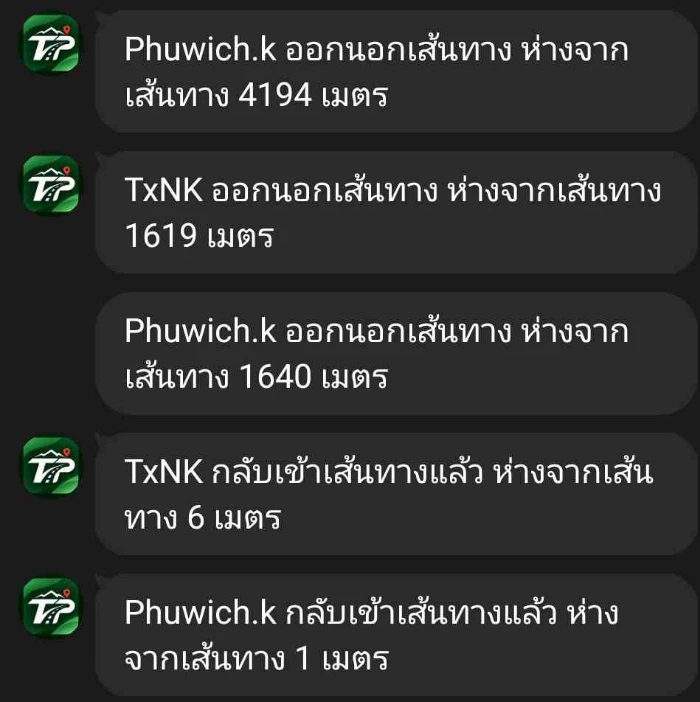 Phuwich.k ออกนอกเส้นทาง ห่างจาก
เส้นทาง 4194 เมตร
TxNK ออกนอกเส้นทาง ห่างจากเส้นทาง
1619 เมตร
Phuwich.k ออกนอกเส้นทาง ห่างจาก
เส้นทาง 1640 เมตร
TxNK กลับเข้าเส้นทางแล้ว ห่างจากเส้น
ทาง 6 เมตร
Phuwich.k กลับเข้าเส้นทางแล้ว ห่าง
จากเส้นทาง 1 เมตร